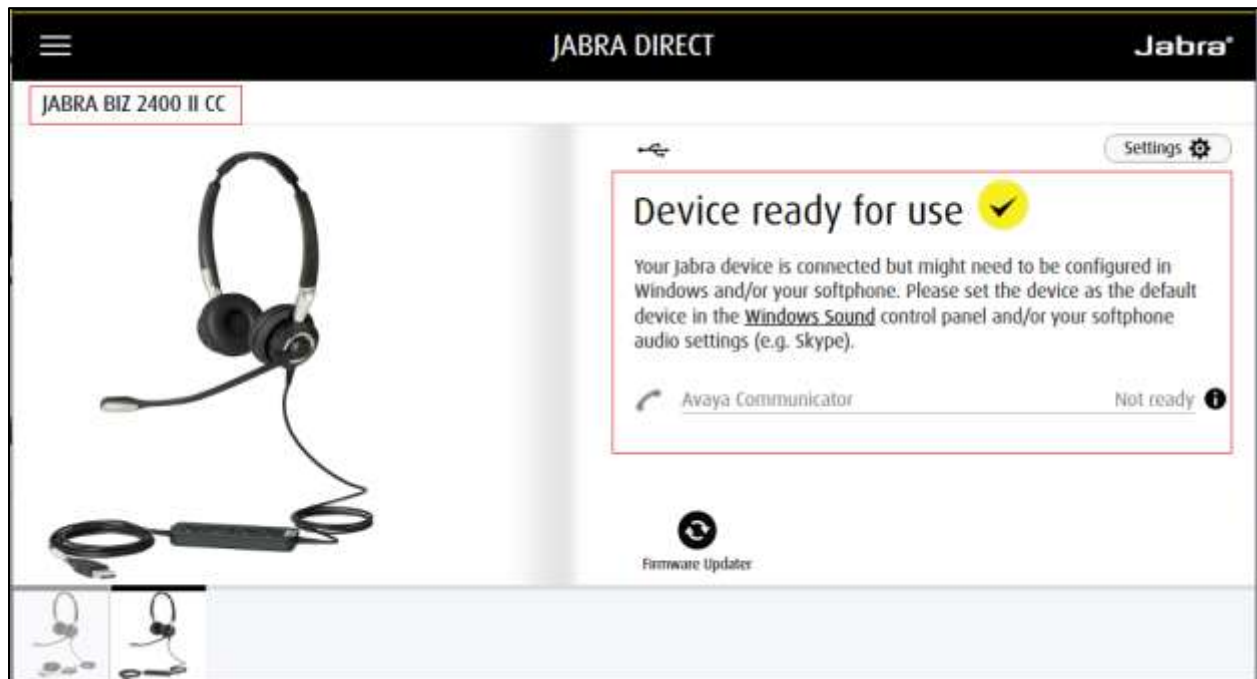 JABRA DIRECT
Jabra®
JABRA BIZ 2400 II CC
Settings
Device ready for use
Your Jabra device is connected but might need to be configured in
Windows and/or your softphone. Please set the device as the default
device in the Windows Sound control panel and/or your softphone
audio settings (e.g. Skype).
Avaya Communicator Not ready
Firmware Updater